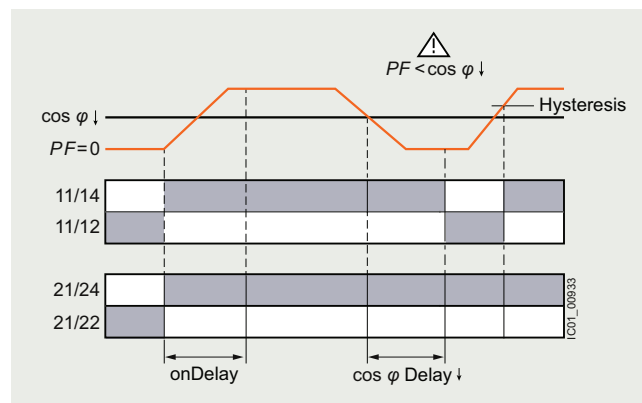 PF < cos φ ↓
Hysteresis
cos φ ↓
PF = 0
11/14
11/12
21/24
21/22
IC01_00933
onDelay
cos φ Delay ↓